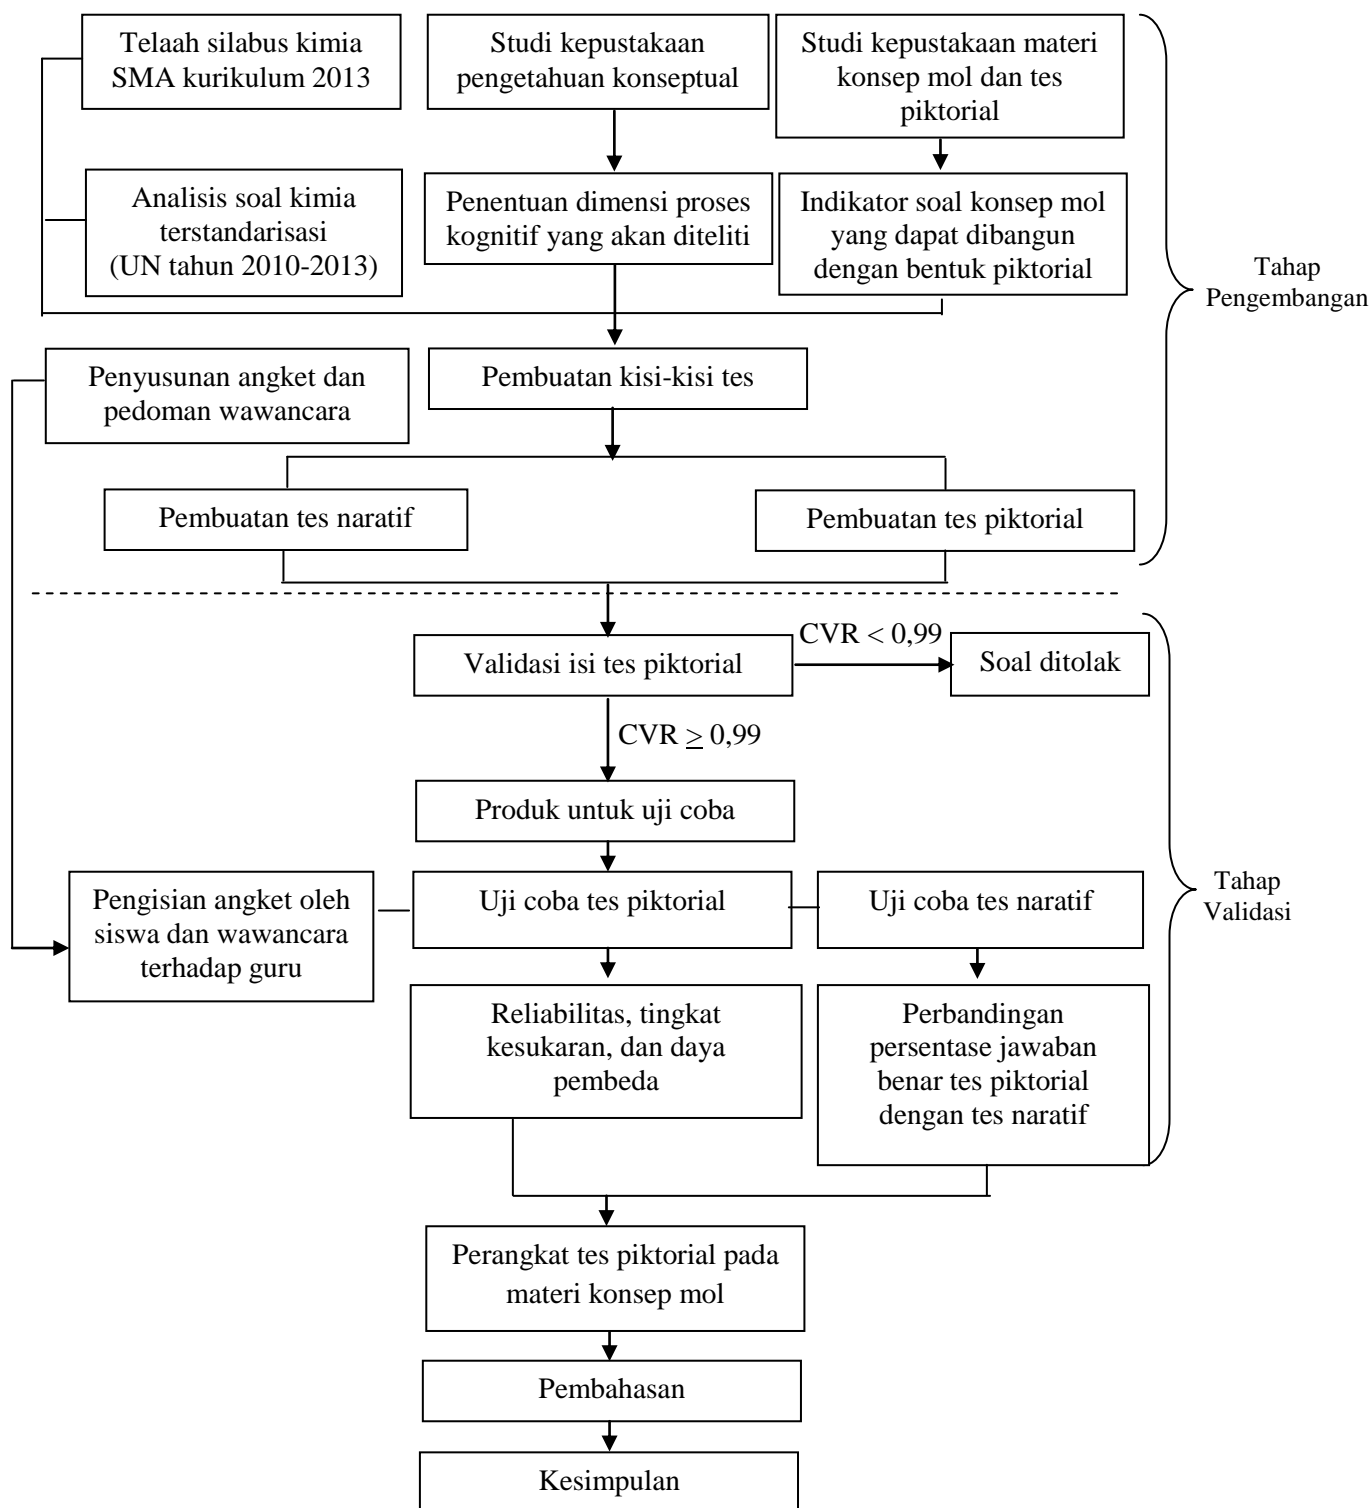 Telaah silabus kimia
SMA kurikulum 2013
Studi kepustakaan
pengetahuan konseptual
Studi kepustakaan materi
konsep mol dan tes
piktorial
Analisis soal kimia
terstandarisasi
(UN tahun 2010-2013)
Penentuan dimensi proses
kognitif yang akan diteliti
Indikator soal konsep mol
yang dapat dibangun
dengan bentuk piktorial
Tahap
Pengembangan
Penyusunan angket dan
pedoman wawancara
Pembuatan kisi-kisi tes
Pembuatan tes naratif
Pembuatan tes piktorial
Validasi isi tes piktorial
CVR < 0,99
Soal ditolak
CVR ≥ 0,99
Produk untuk uji coba
Pengisian angket oleh
siswa dan wawancara
terhadap guru
Uji coba tes piktorial
Uji coba tes naratif
Tahap
Validasi
Reliabilitas, tingkat
kesukaran, dan daya
pembeda
Perbandingan
persentase jawaban
benar tes piktorial
dengan tes naratif
Perangkat tes piktorial pada
materi konsep mol
Pembahasan
Kesimpulan